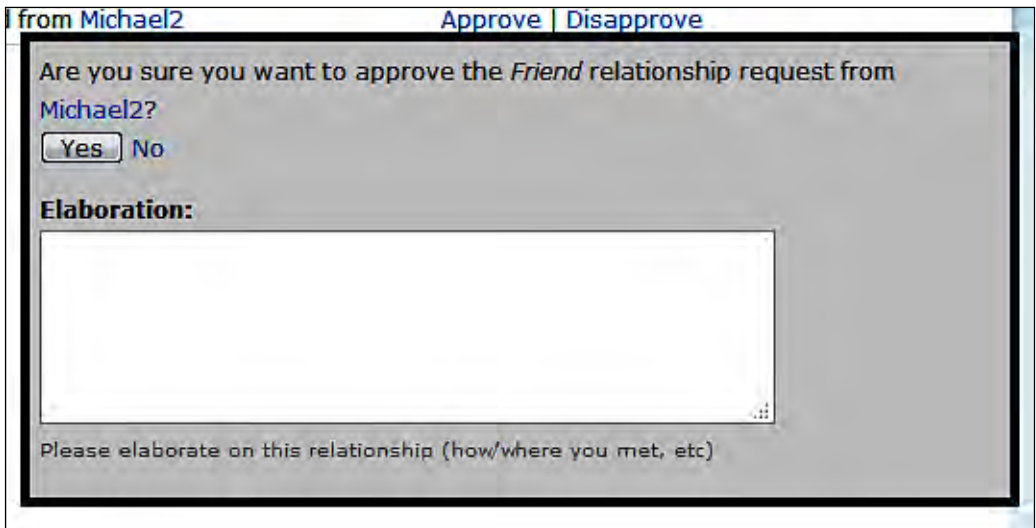 from Michael2 Approve | Disapprove
Are you sure you want to approve the Friend relationship request from
Michael2?
Yes No
Elaboration:
Please elaborate on this relationship (how/where you met, etc)